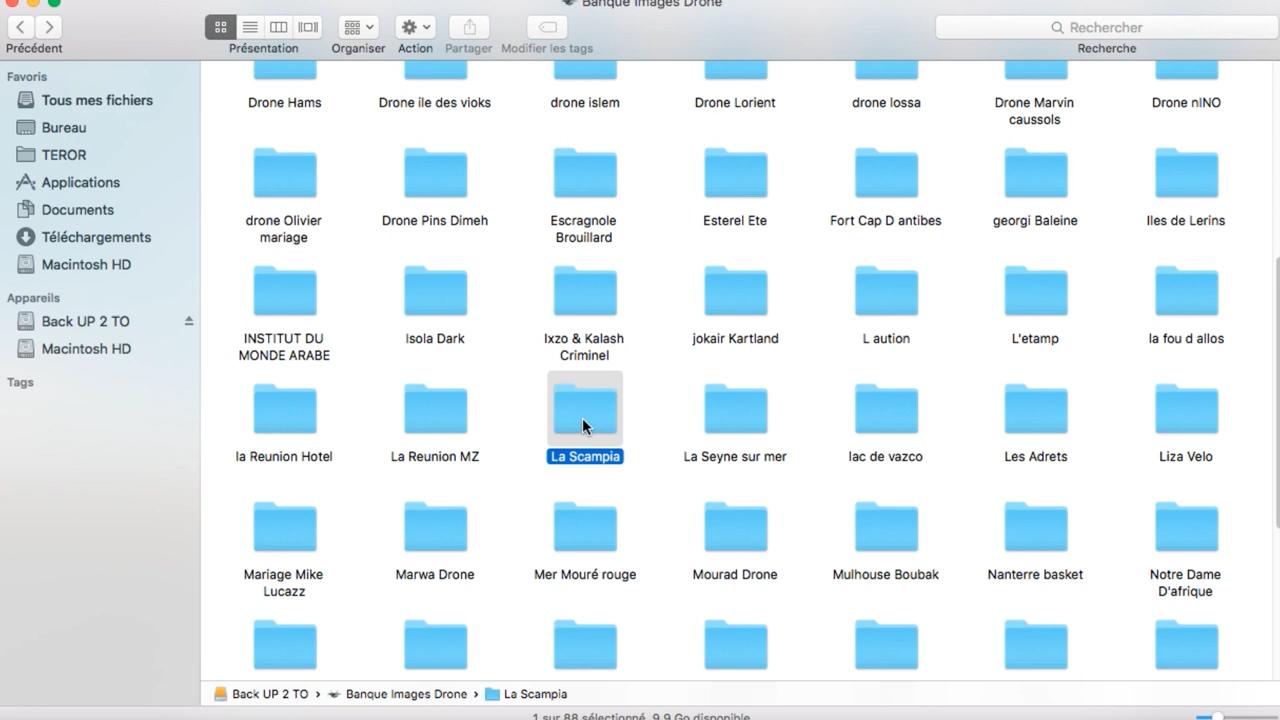 Banque Images Drone
Rechercher
Précédent
Présentation
Organiser
Action
Partager
Modifier les tags
Recherche
Favoris
Tous mes fichiers
Bureau
TEROR
Applications
Documents
Téléchargements
Macintosh HD
Appareils
Back UP 2 TO
Macintosh HD
Tags
Drone Hams
Drone ile des vioks
drone islem
Drone Lorient
drone lossa
Drone Marvin
caussols
Drone nINO
drone Olivier
mariage
Drone Pins Dimeh
Escragnole
Brouillard
Esterel Ete
Fort Cap D antibes
georgi Baleine
Iles de Lerins
INSTITUT DU
MONDE ARABE
Isola Dark
Ixzo & Kalash
Criminel
jokair Kartland
L aution
L'etamp
la fou d allos
la Reunion Hotel
La Reunion MZ
La Scampia
La Seyne sur mer
lac de vazco
Les Adrets
Liza Velo
Mariage Mike
Lucazz
Marwa Drone
Mer Mouré rouge
Mourad Drone
Mulhouse Boubak
Nanterre basket
Notre Dame
D'afrique
Back UP 2 TO › Banque Images Drone › La Scampia
1 sur 88 sélectionné, 9,9 Go disponible